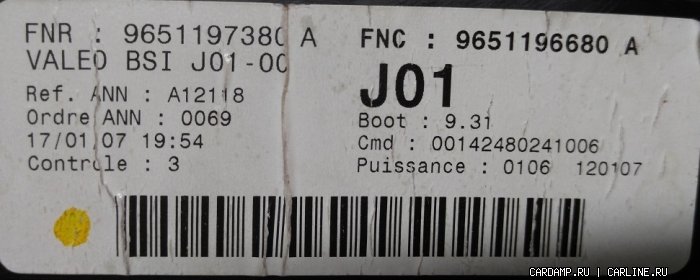 FNR : 9651197380 A
VALEO BSI J01-00
Ref. ANN : A12118
Ordre ANN : 0069
17/01 07 19:54
Controle : 3
FNC : 9651196680 A
J01
Boot : 9.31
Cmd : 00142480241006
Puissance : 0106 120107
CARDAMP.RU | CARLINE.RU